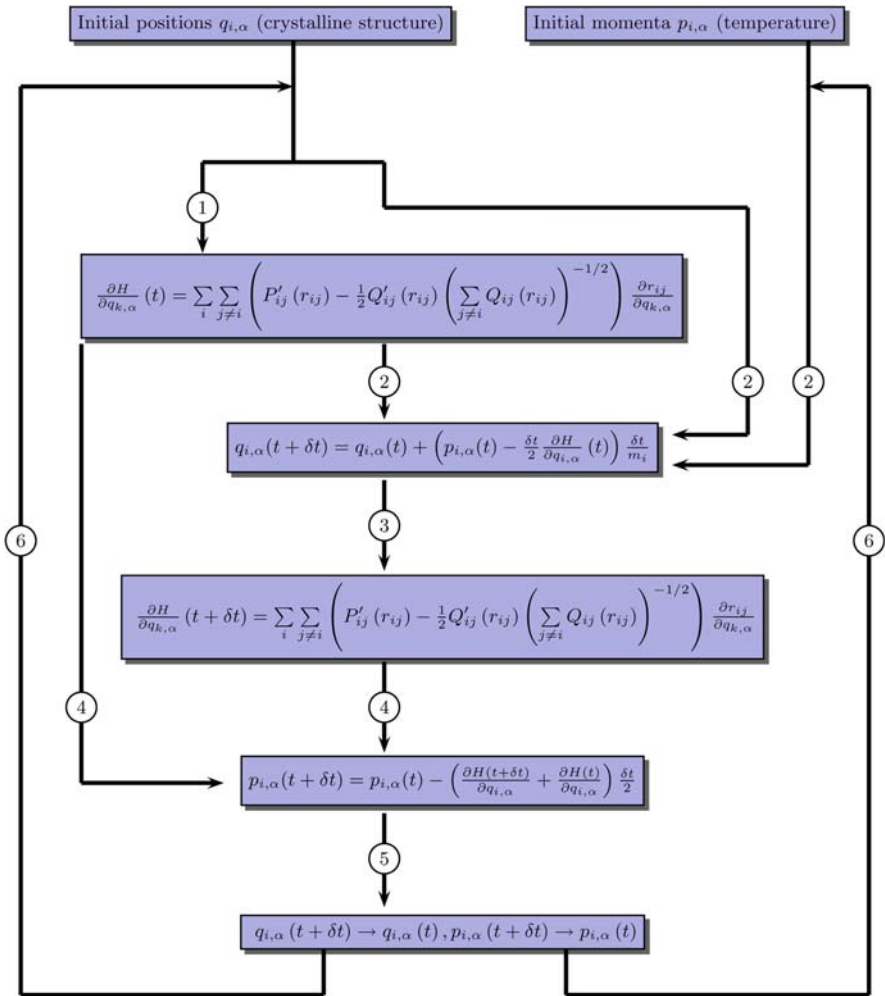 Initial positions q_{i,α} (crystalline structure)
Initial momenta p_{i,α} (temperature)
1
∂H/∂q_{k,α} (t) = ∑_i ∑_{j≠i} ( P′_{ij} (r_{ij}) − 1/2 Q′_{ij} (r_{ij}) ( ∑_{j≠i} Q_{ij} (r_{ij}) )^{−1/2} ) ∂r_{ij}/∂q_{k,α}
2
2
2
q_{i,α}(t + δt) = q_{i,α}(t) + ( p_{i,α}(t) − δt/2 ∂H/∂q_{i,α} (t) ) δt/m_i
3
6
6
∂H/∂q_{k,α} (t + δt) = ∑_i ∑_{j≠i} ( P′_{ij} (r_{ij}) − 1/2 Q′_{ij} (r_{ij}) ( ∑_{j≠i} Q_{ij} (r_{ij}) )^{−1/2} ) ∂r_{ij}/∂q_{k,α}
4
4
p_{i,α}(t + δt) = p_{i,α}(t) − ( ∂H(t+δt)/∂q_{i,α} + ∂H(t)/∂q_{i,α} ) δt/2
5
q_{i,α} (t + δt) → q_{i,α} (t) , p_{i,α} (t + δt) → p_{i,α} (t)